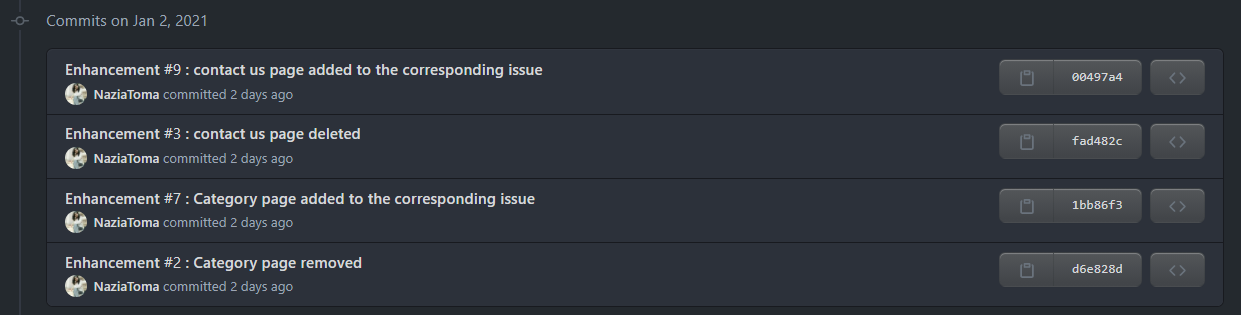 Commits on Jan 2, 2021
Enhancement #9 : contact us page added to the corresponding issue
NaziaToma committed 2 days ago
00497a4
Enhancement #3 : contact us page deleted
NaziaToma committed 2 days ago
fad482c
Enhancement #7 : Category page added to the corresponding issue
NaziaToma committed 2 days ago
1bb86f3
Enhancement #2 : Category page removed
NaziaToma committed 2 days ago
d6e828d